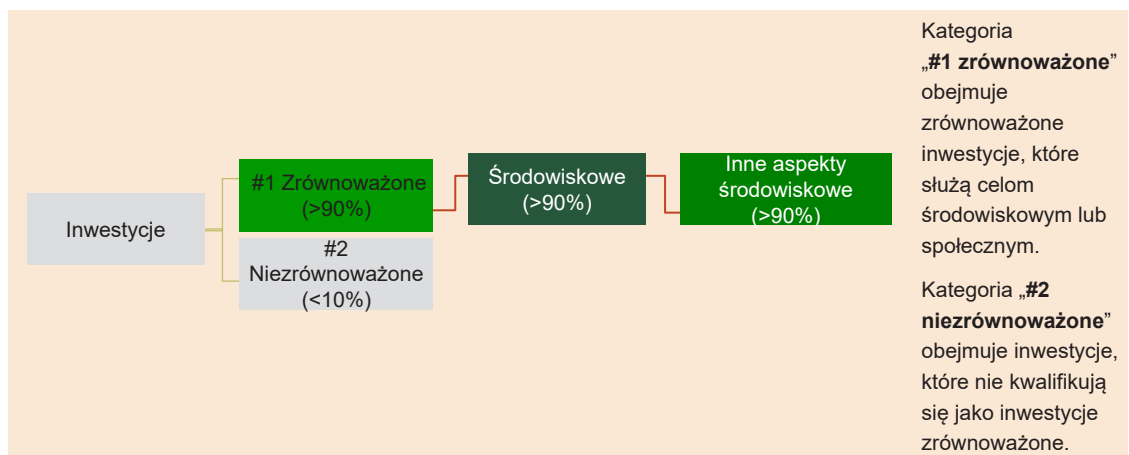 Inwestycje
#1 Zrównoważone
(>90%)
#2
Niezrównoważone
(<10%)
Środowiskowe
(>90%)
Inne aspekty
środowiskowe
(>90%)
Kategoria
„#1 zrównoważone”
obejmuje
zrównoważone
inwestycje, które
służą celom
środowiskowym lub
społecznym.
Kategoria „#2
niezrównoważone”
obejmuje inwestycje,
które nie kwalifikują
się jako inwestycje
zrównoważone.